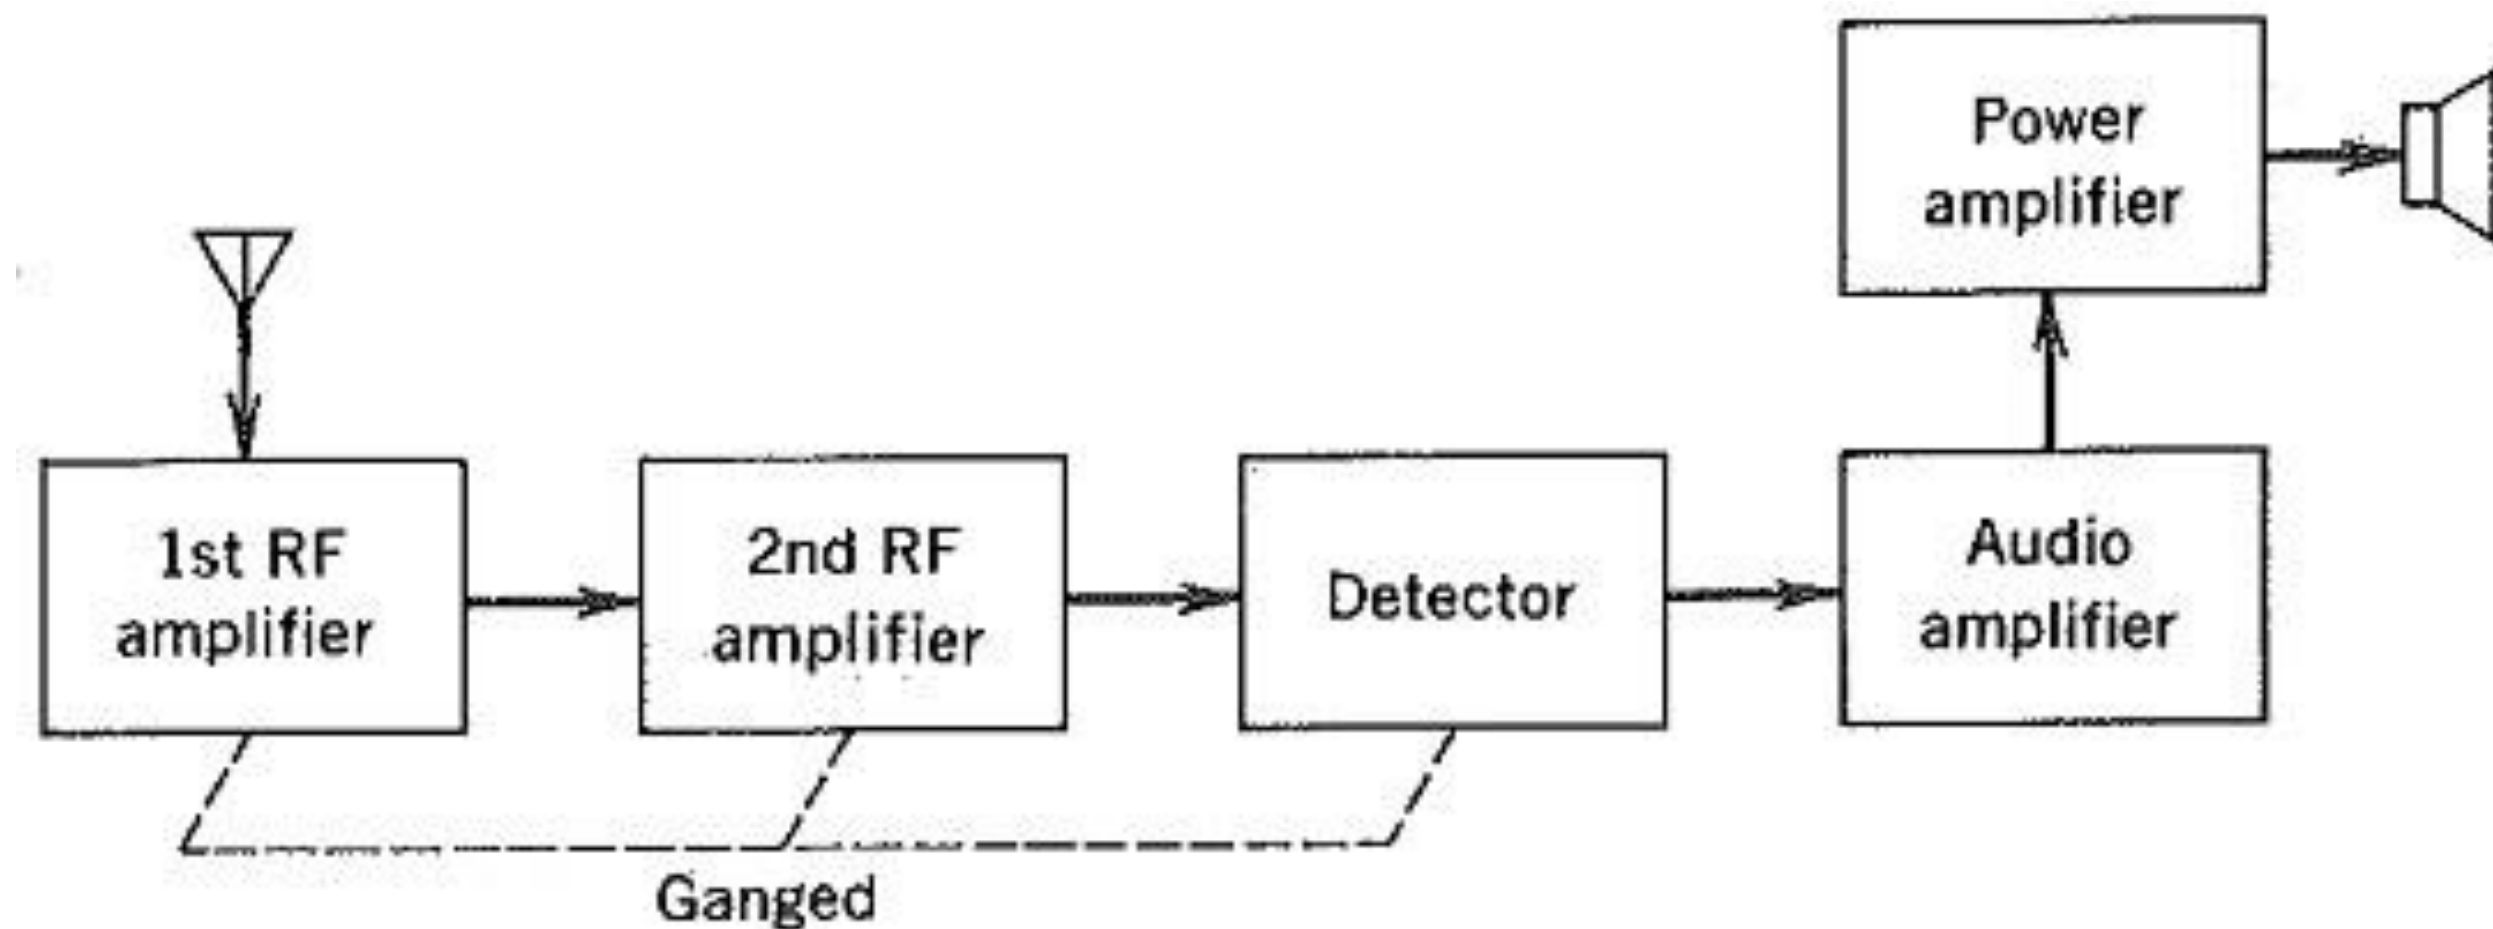 1st RF
amplifier
2nd RF
amplifier
Detector
Audio
amplifier
Power
amplifier
Ganged